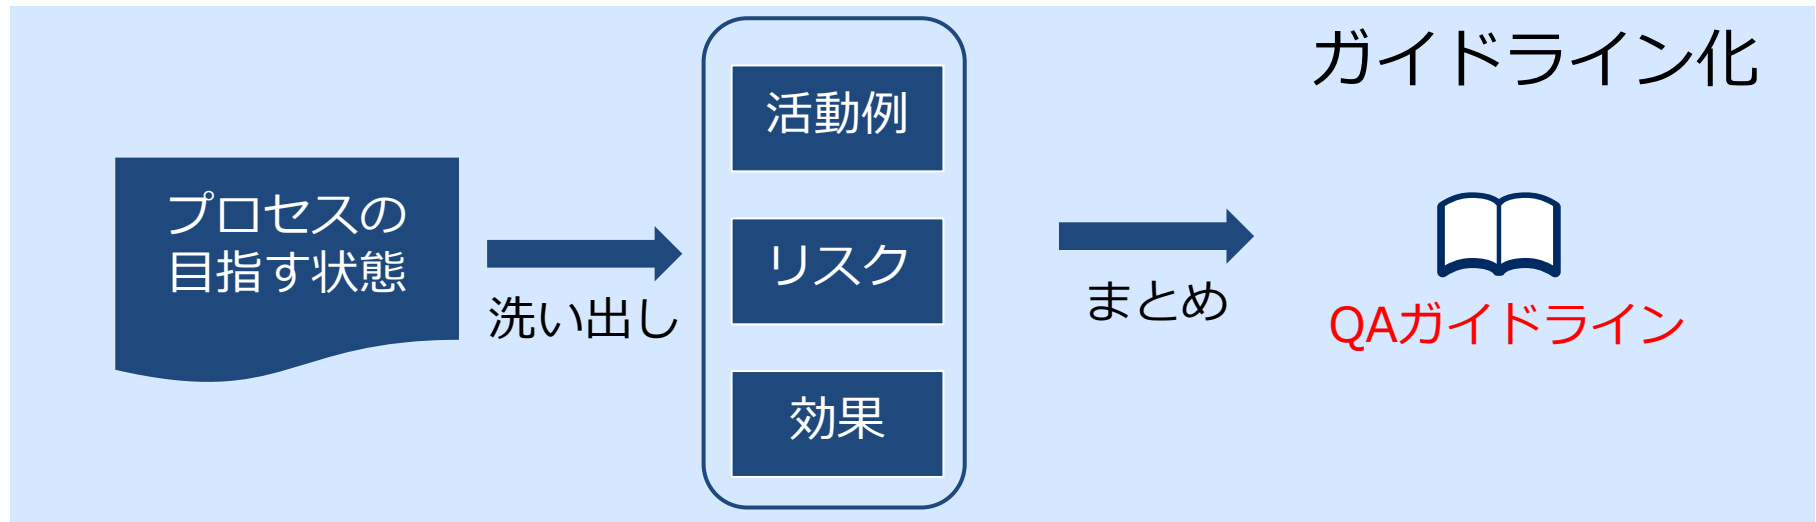 ガイドライン化
プロセスの
目指す状態
洗い出し
活動例
リスク
効果
まとめ
QAガイドライン